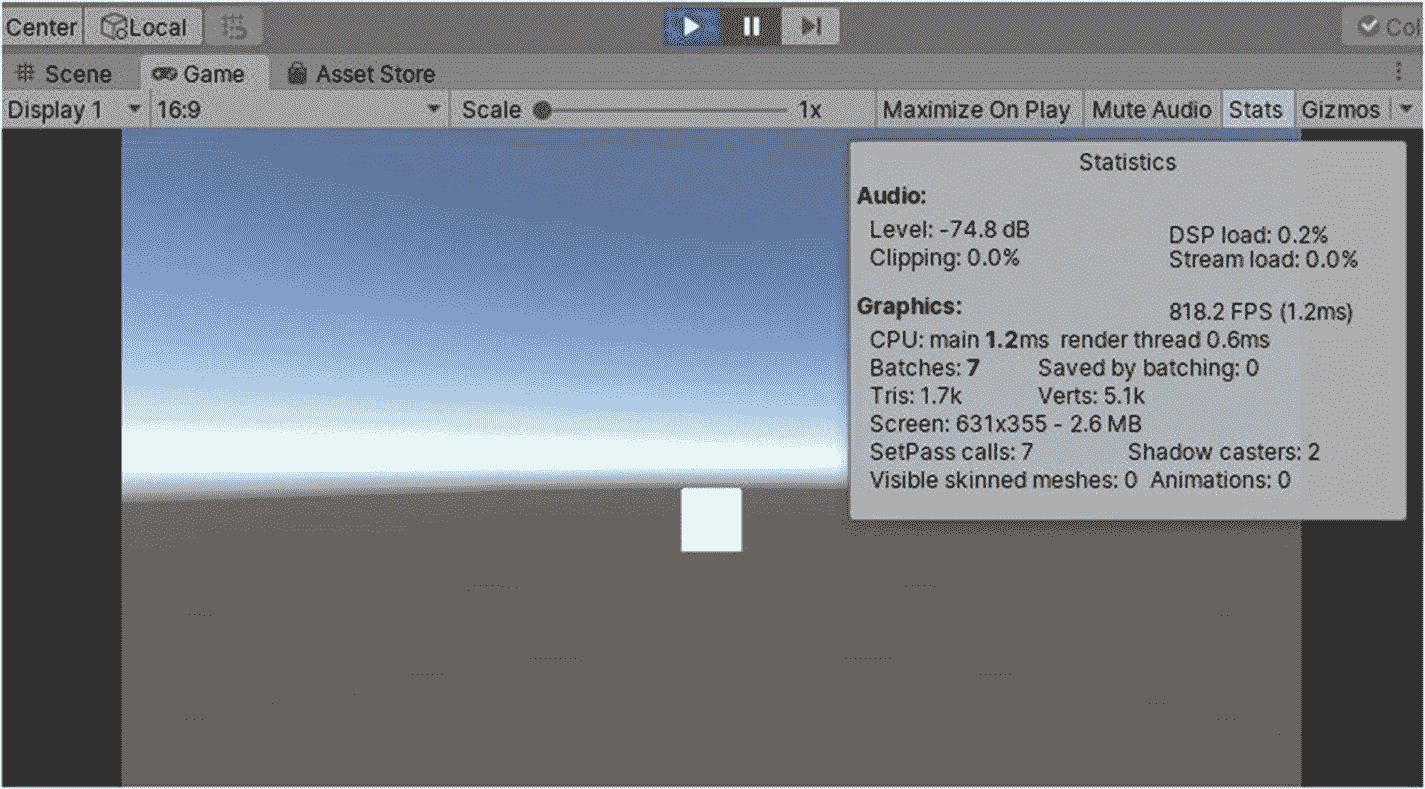 Center Local Col
Scene Game Asset Store
Display 1 16:9 Scale 1x Maximize On Play Mute Audio Stats Gizmos
Statistics
Audio:
Level: -74.8 dB DSP load: 0.2%
Clipping: 0.0% Stream load: 0.0%
Graphics: 818.2 FPS (1.2ms)
CPU: main 1.2ms render thread 0.6ms
Batches: 7 Saved by batching: 0
Tris: 1.7k Verts: 5.1k
Screen: 631x355 - 2.6 MB
SetPass calls: 7 Shadow casters: 2
Visible skinned meshes: 0 Animations: 0